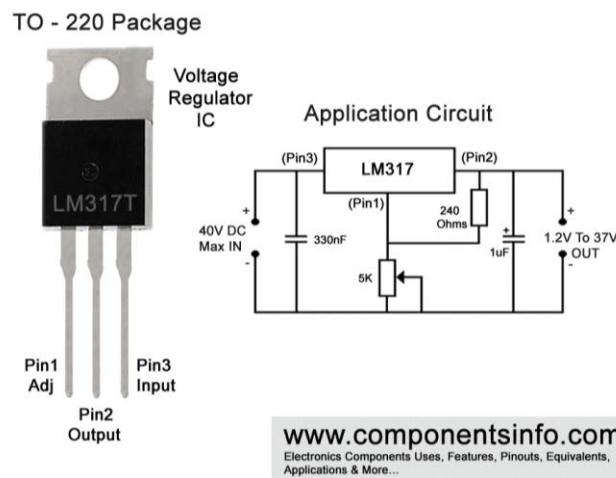 TO - 220 Package
Voltage
Regulator
IC
LM317T
Pin1
Adj
Pin2
Output
Pin3
Input
Application Circuit
(Pin3)
LM317
(Pin2)
(Pin1)
+
40V DC
Max IN
-
330nF
240
Ohms
5K
+
1uF
+
1.2V To 37V
OUT
-
www.componentsinfo.com
Electronics Components Uses, Features, Pinouts, Equivalents,
Applications & More...